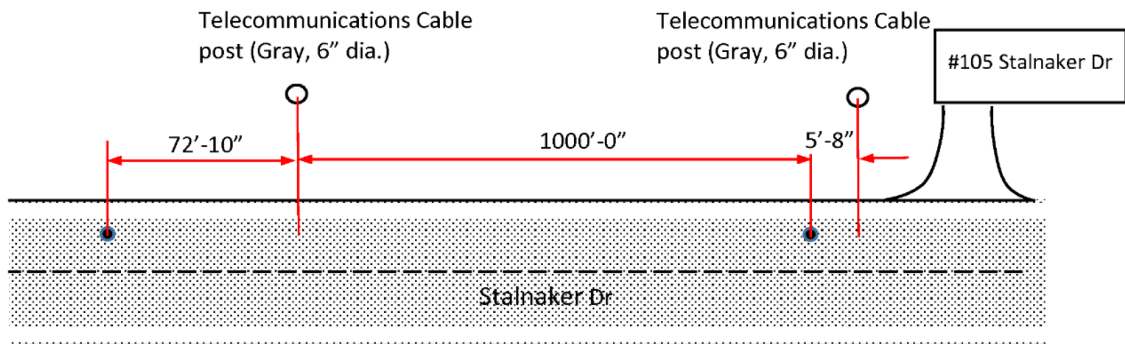 Telecommunications Cable
post (Gray, 6” dia.)
Telecommunications Cable
post (Gray, 6” dia.)
#105 Stalnaker Dr
72’-10”
1000’-0”
5’-8”
Stalnaker Dr